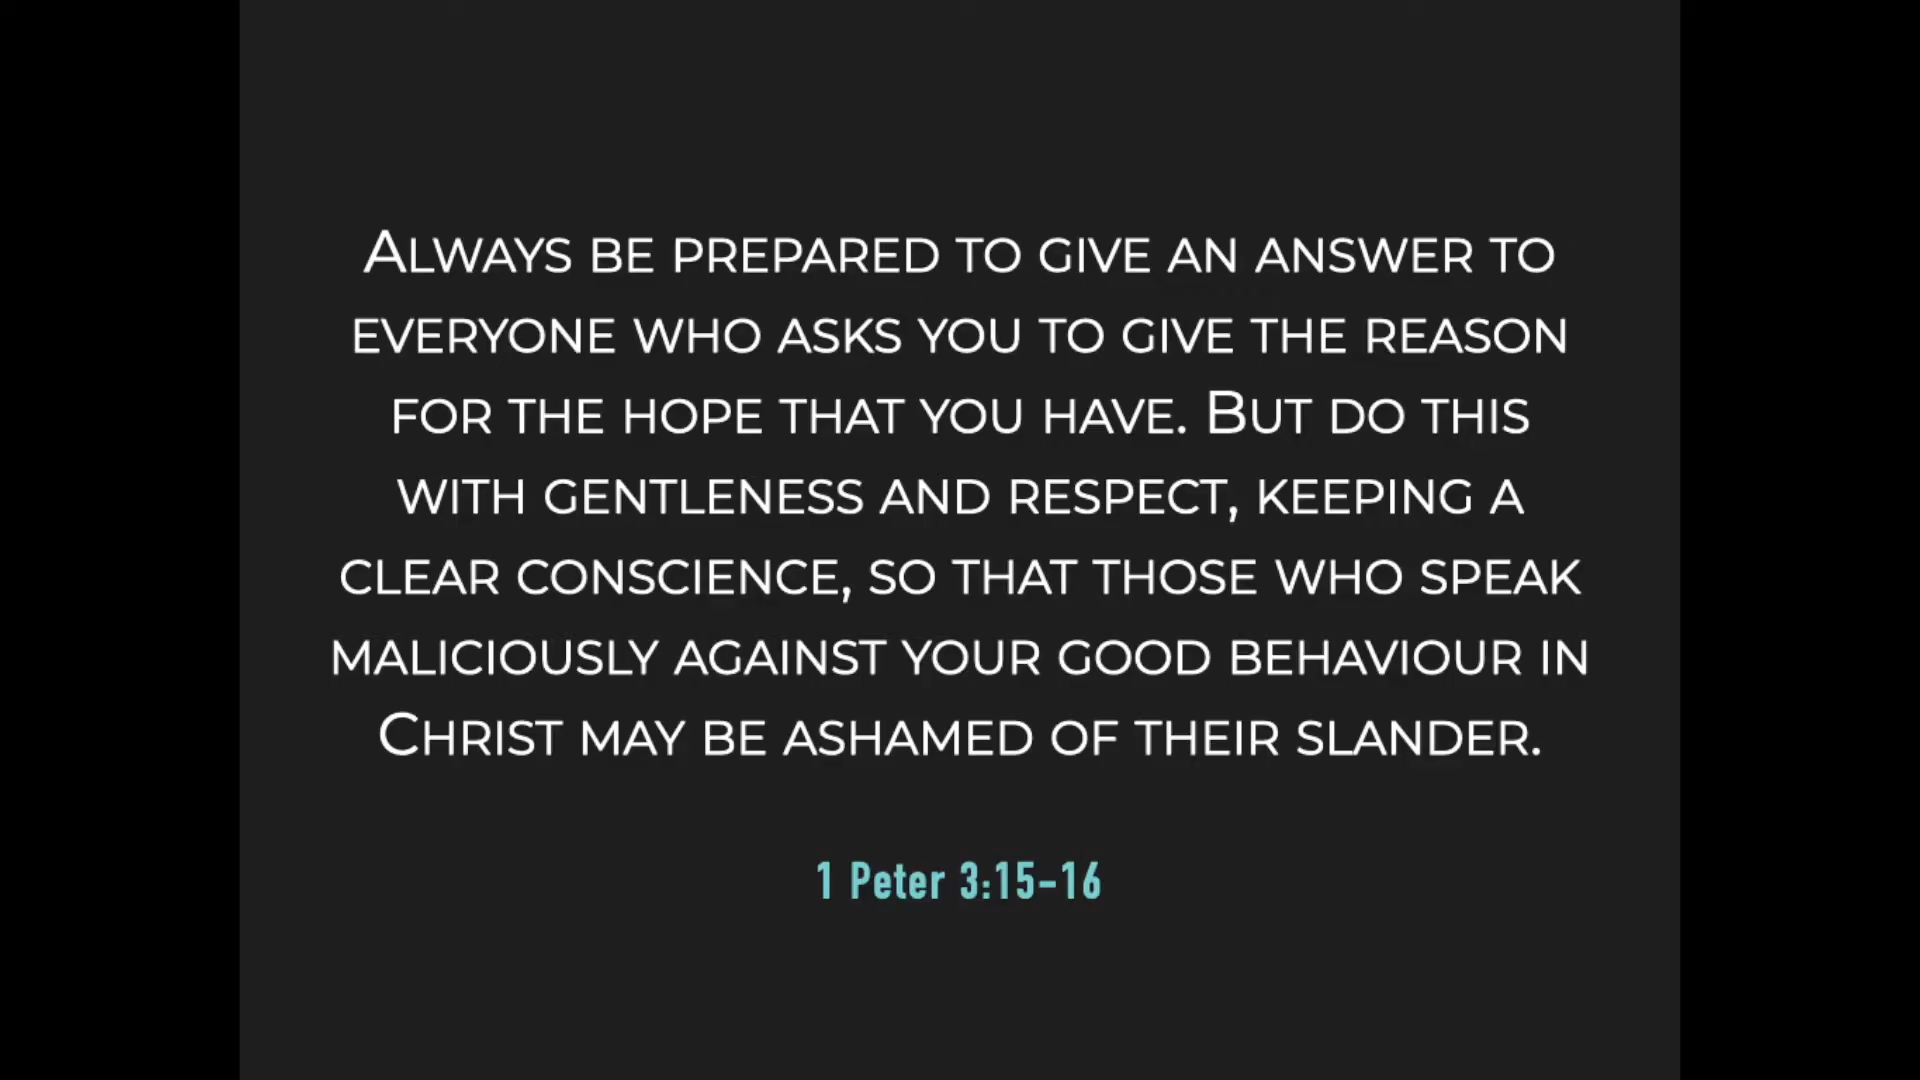 Always be prepared to give an answer to
everyone who asks you to give the reason
for the hope that you have. But do this
with gentleness and respect, keeping a
clear conscience, so that those who speak
maliciously against your good behaviour in
Christ may be ashamed of their slander.
1 Peter 3:15-16